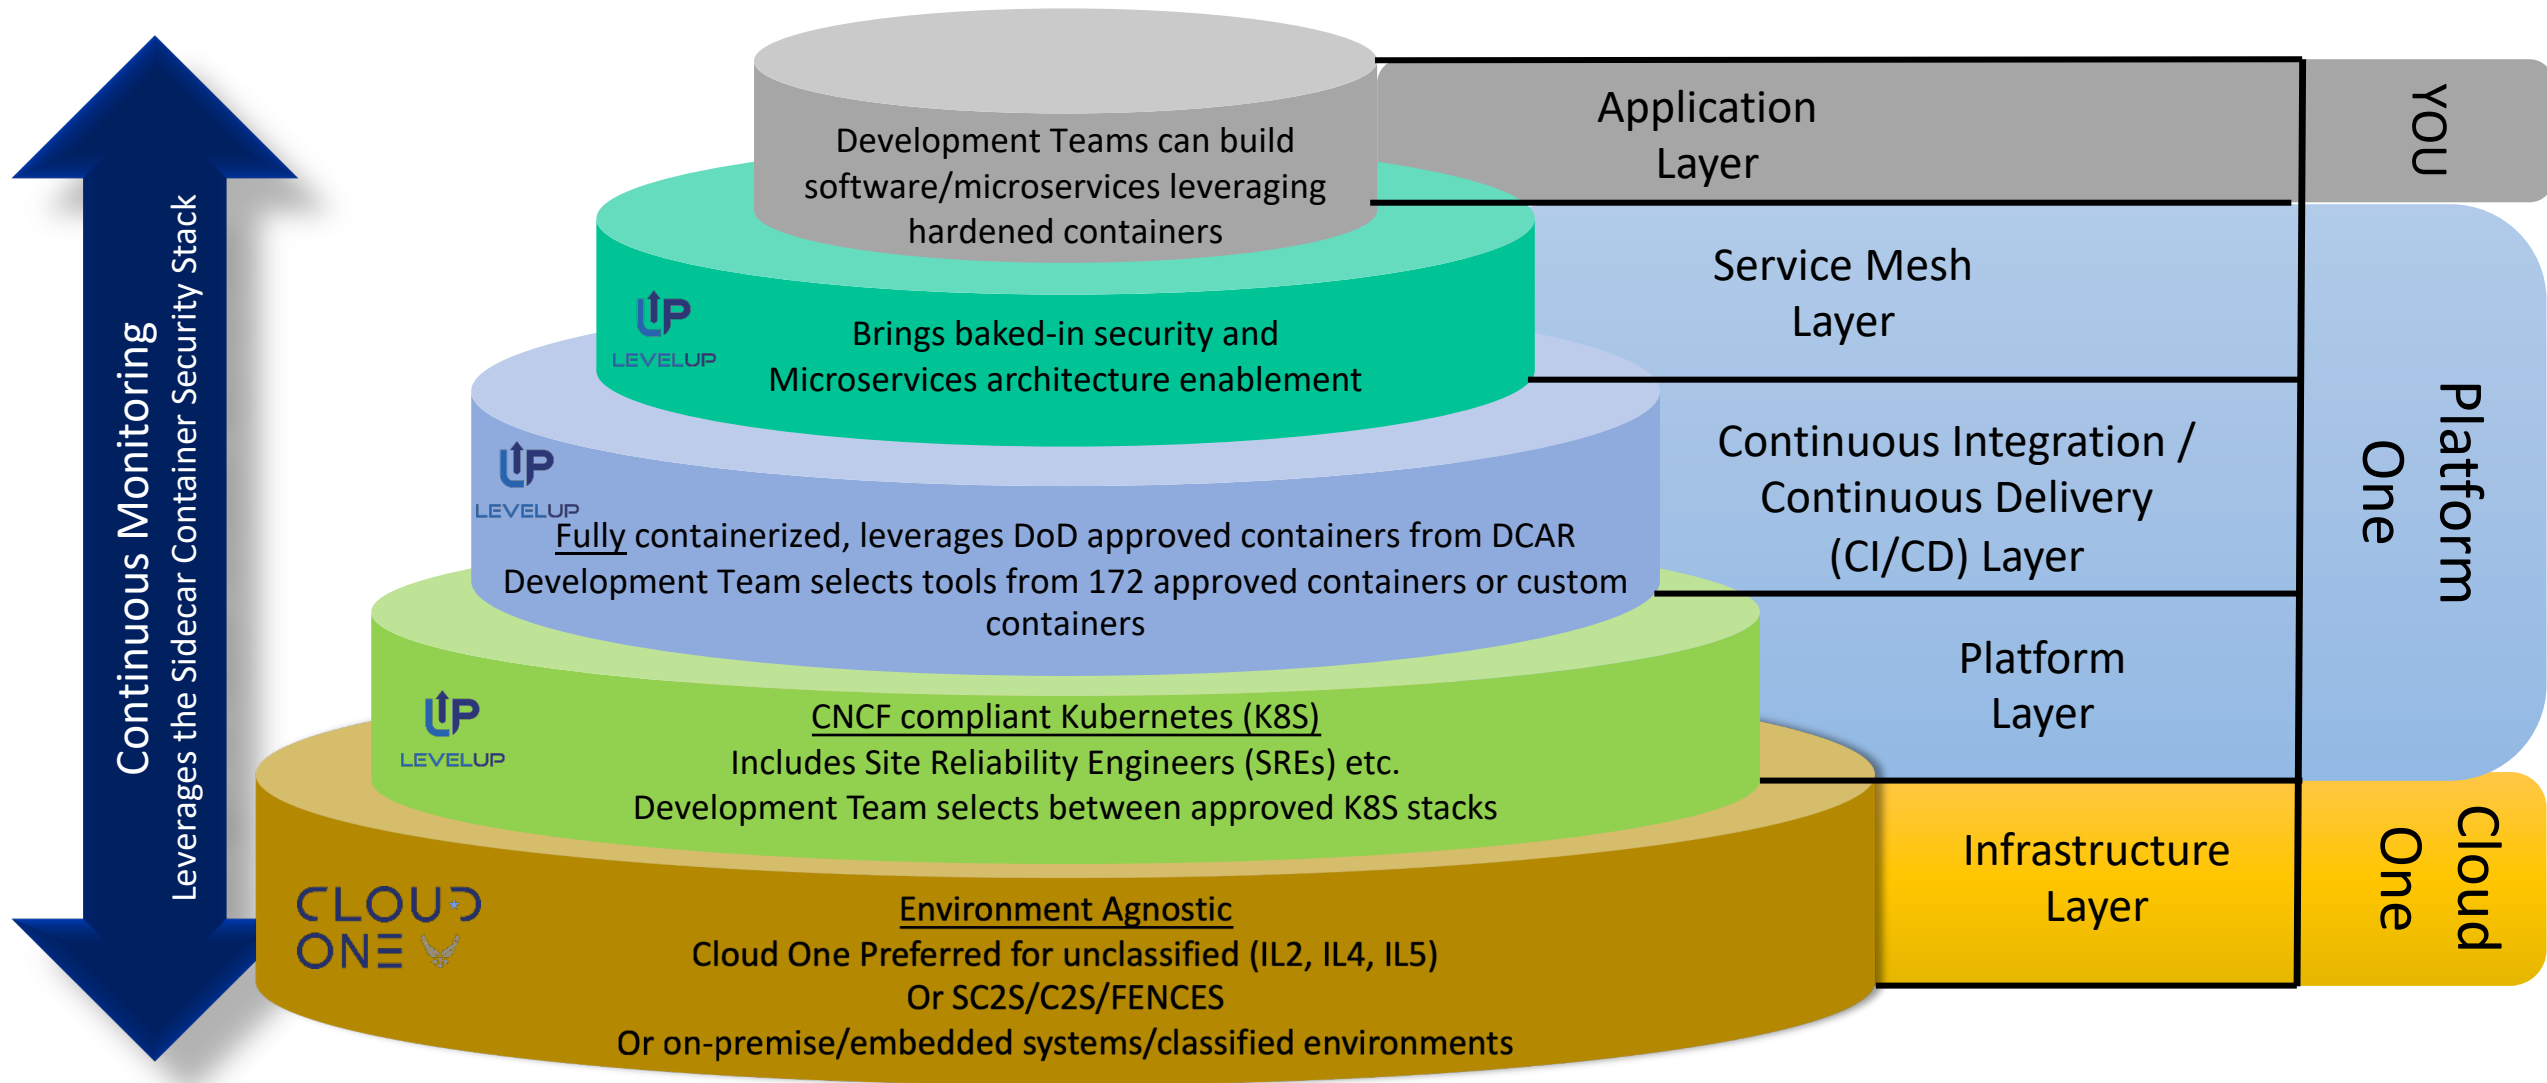 Continuous Monitoring
Leverages the Sidecar Container Security Stack
Development Teams can build
software/microservices leveraging
hardened containers
Application
Layer
YOU
LEVELUP
Brings baked-in security and
Microservices architecture enablement
Service Mesh
Layer
LEVELUP
Fully containerized, leverages DoD approved containers from DCAR
Development Team selects tools from 172 approved containers or custom
containers
Continuous Integration /
Continuous Delivery
(CI/CD) Layer
Platform
One
LEVELUP
CNCF compliant Kubernetes (K8S)
Includes Site Reliability Engineers (SREs) etc.
Development Team selects between approved K8S stacks
Platform
Layer
CLOUD
ONE
Environment Agnostic
Cloud One Preferred for unclassified (IL2, IL4, IL5)
Or SC2S/C2S/FENCES
Or on-premise/embedded systems/classified environments
Infrastructure
Layer
Cloud
One